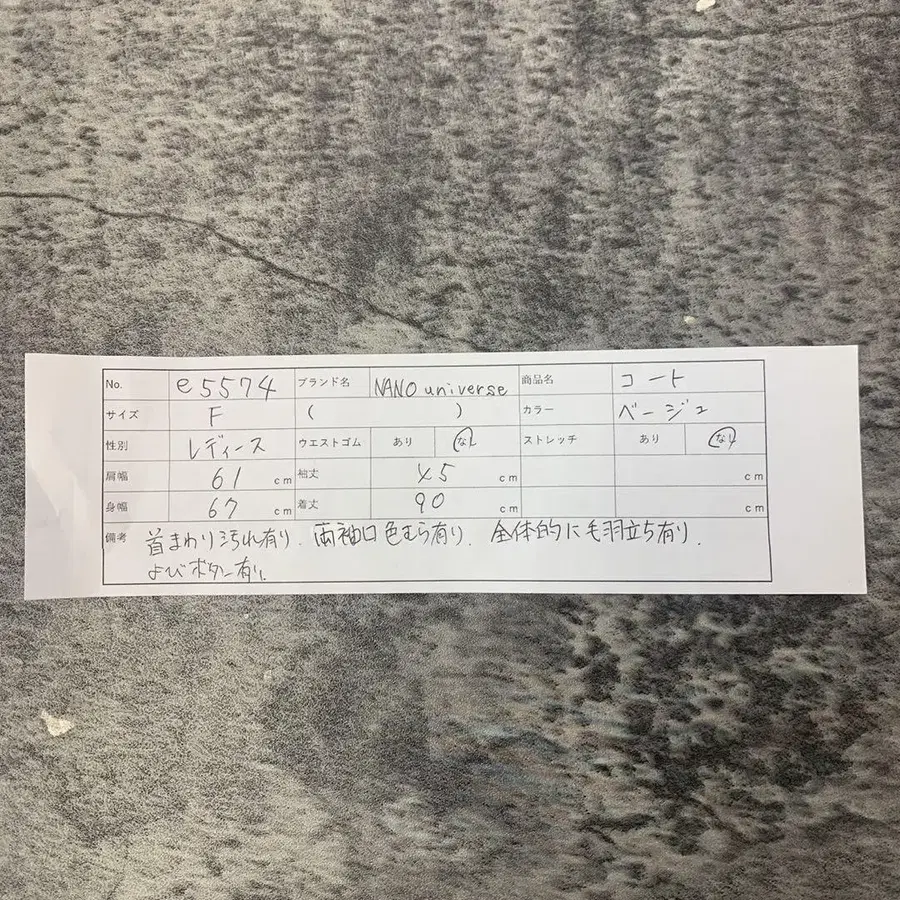 No. e5574 ブランド名 NANO universe 商品名 コート
サイズ F ( ) カラー ベージュ
性別 レディース ウエストゴム あり なし ストレッチ あり なし
肩幅 61 cm 袖丈 45 cm cm
身幅 67 cm 着丈 90 cm cm
備考 首まわり汚れ有り. 両袖口色むら有り. 全体的に毛羽立ち有り.
よびボタン有り.